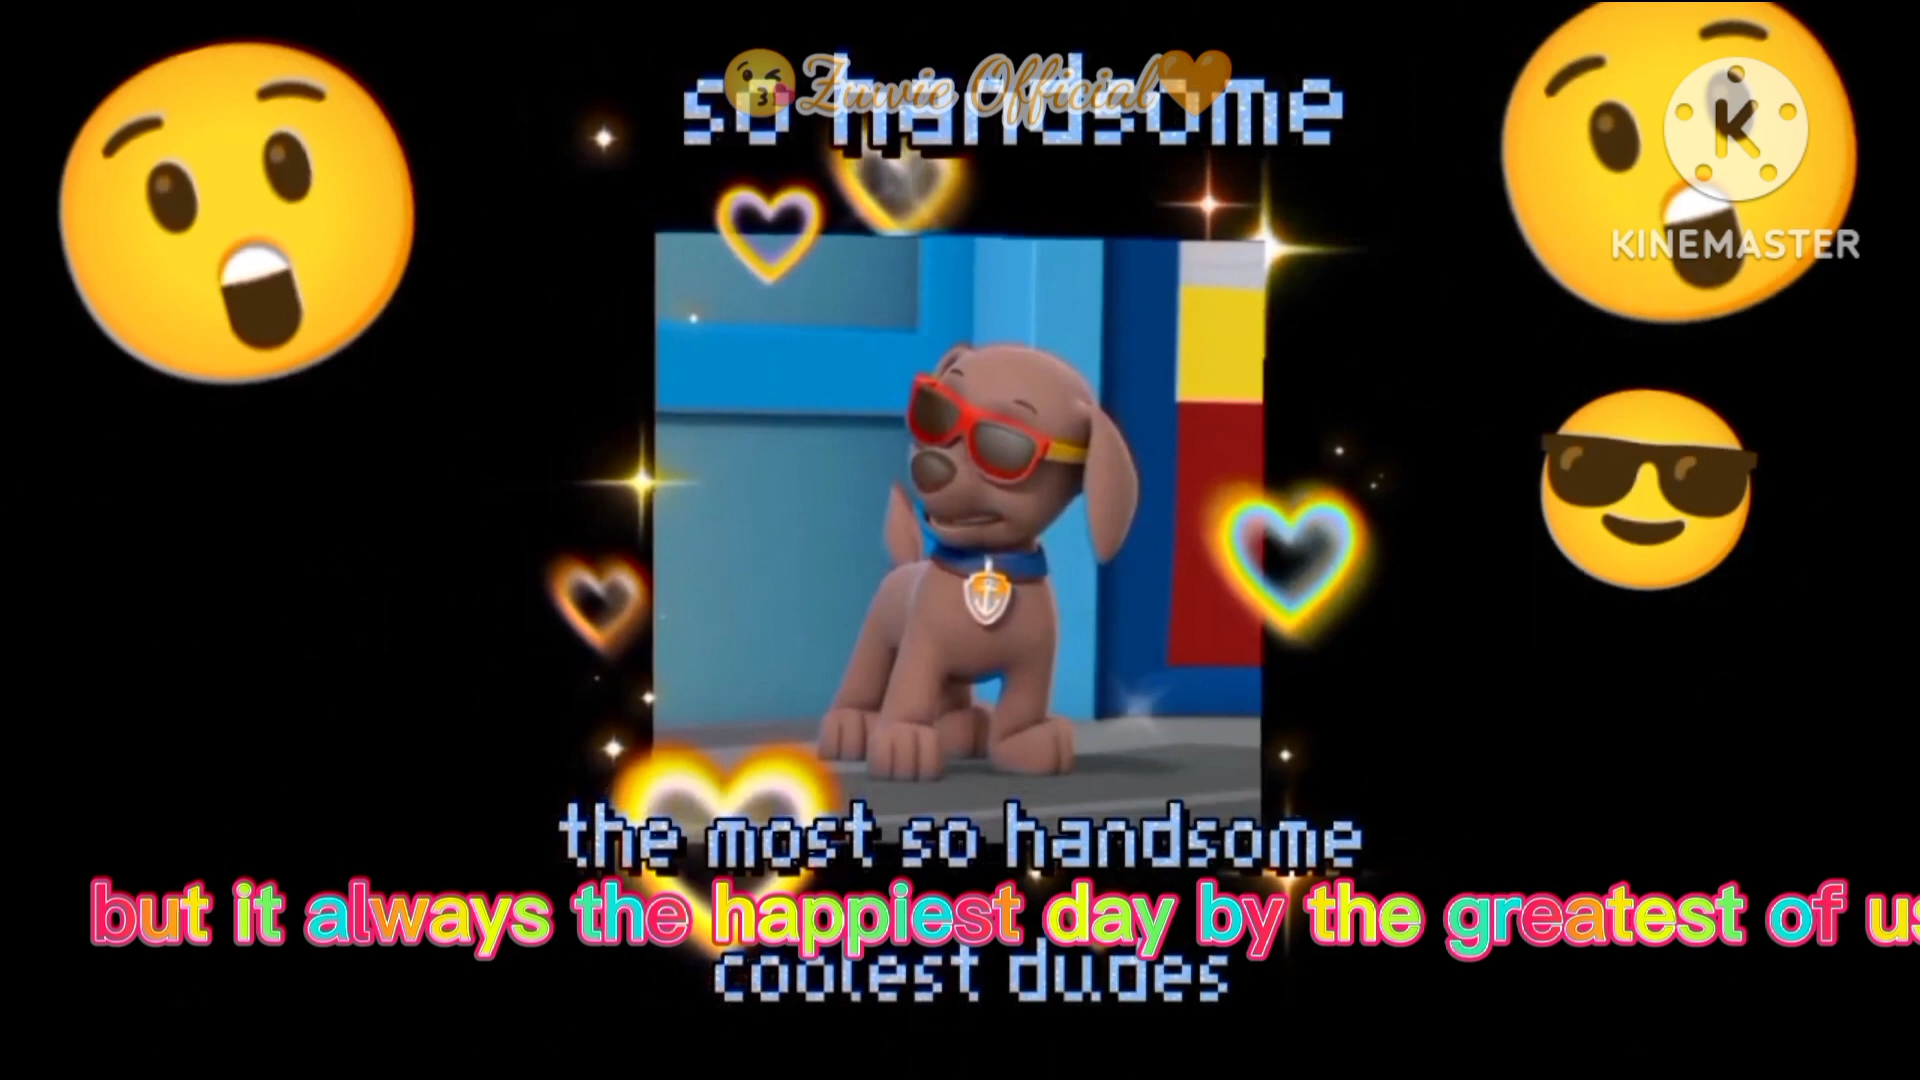 so handsome
😘Zuwie Official🧡
K
KINEMASTER
the most so handsome
but it always the happiest day by the greatest of us
coolest dudes